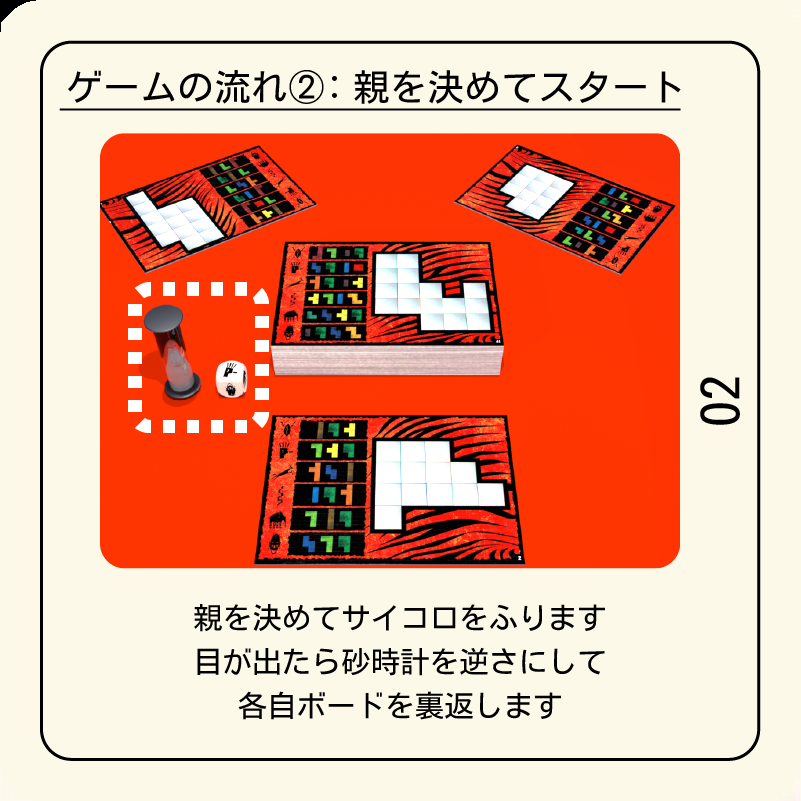 ゲームの流れ②: 親を決めてスタート
02
親を決めてサイコロをふります
目が出たら砂時計を逆さにして
各自ボードを裏返します